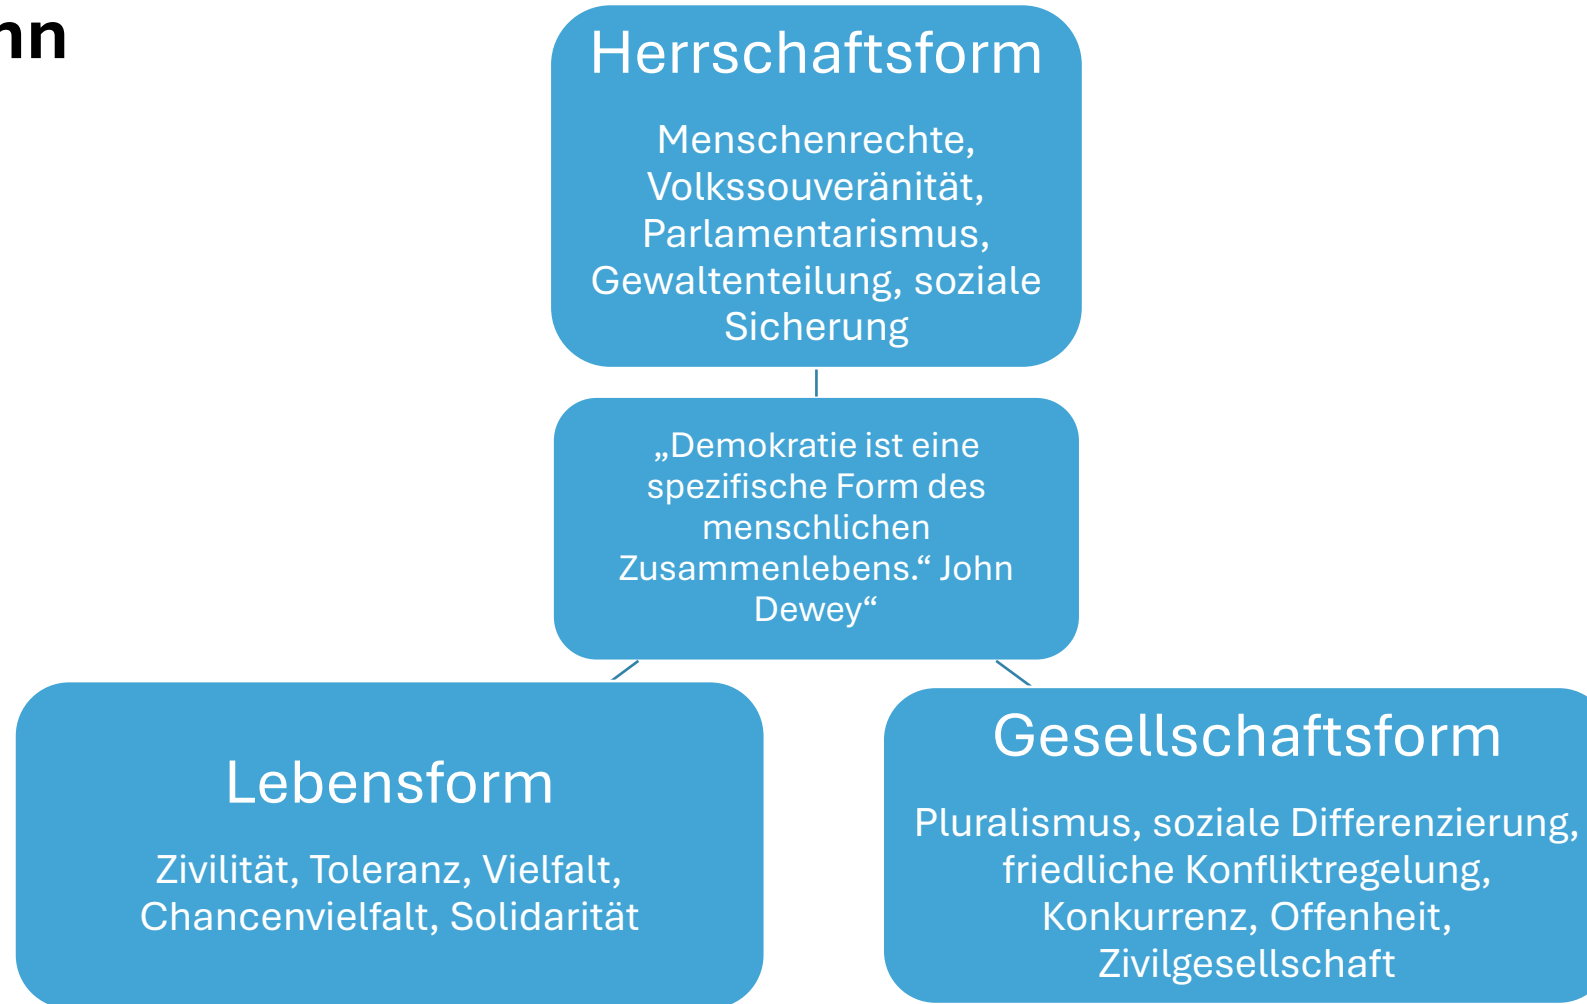 Herrschaftsform
Menschenrechte,
Volkssouveränität,
Parlamentarismus,
Gewaltenteilung, soziale
Sicherung
„Demokratie ist eine
spezifische Form des
menschlichen
Zusammenlebens.“ John
Dewey“
Lebensform
Zivilität, Toleranz, Vielfalt,
Chancenvielfalt, Solidarität
Gesellschaftsform
Pluralismus, soziale Differenzierung,
friedliche Konfliktregelung,
Konkurrenz, Offenheit,
Zivilgesellschaft